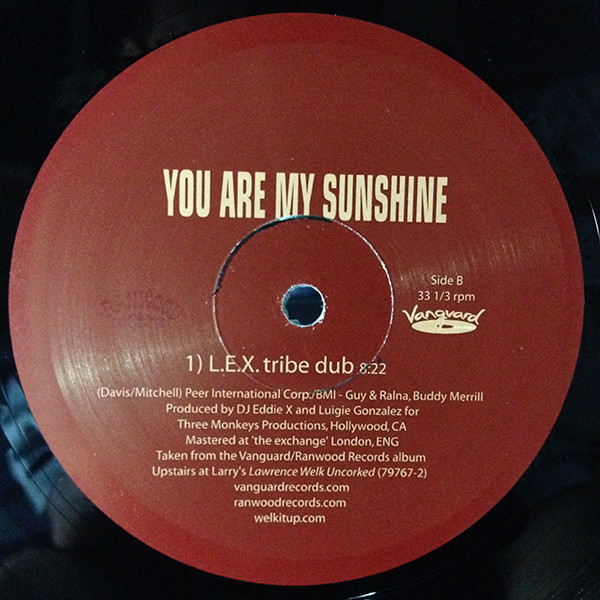 YOU ARE MY SUNSHINE
Side B
33 1/3 rpm
Vanguard
1) L.E.X. tribe dub 8:22
(Davis/Mitchell) Peer International Corp./BMI - Guy & Ralna, Buddy Merrill
Produced by DJ Eddie X and Luigie Gonzalez for
Three Monkeys Productions, Hollywood, CA
Mastered at 'the exchange' London, ENG
Taken from the Vanguard/Ranwood Records album
Upstairs at Larry's Lawrence Welk Uncorked (79767-2)
vanguardrecords.com
ranwoodrecords.com
welkitup.com